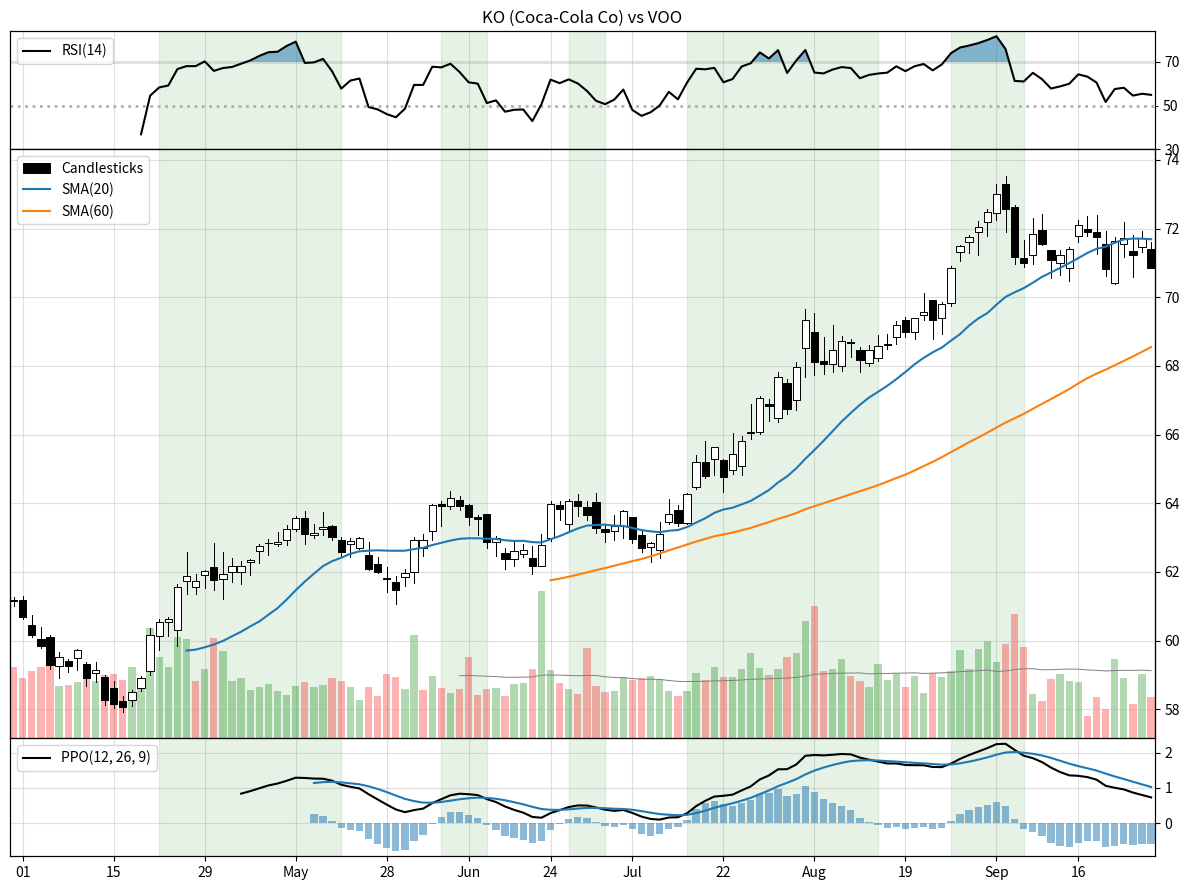 KO (Coca-Cola Co) vs VOO
RSI(14)
70
50
30
Candlesticks
SMA(20)
SMA(60)
74
72
70
68
66
64
62
60
58
PPO(12, 26, 9)
2
1
0
01 15 29 May 28 Jun 24 Jul 22 Aug 19 Sep 16